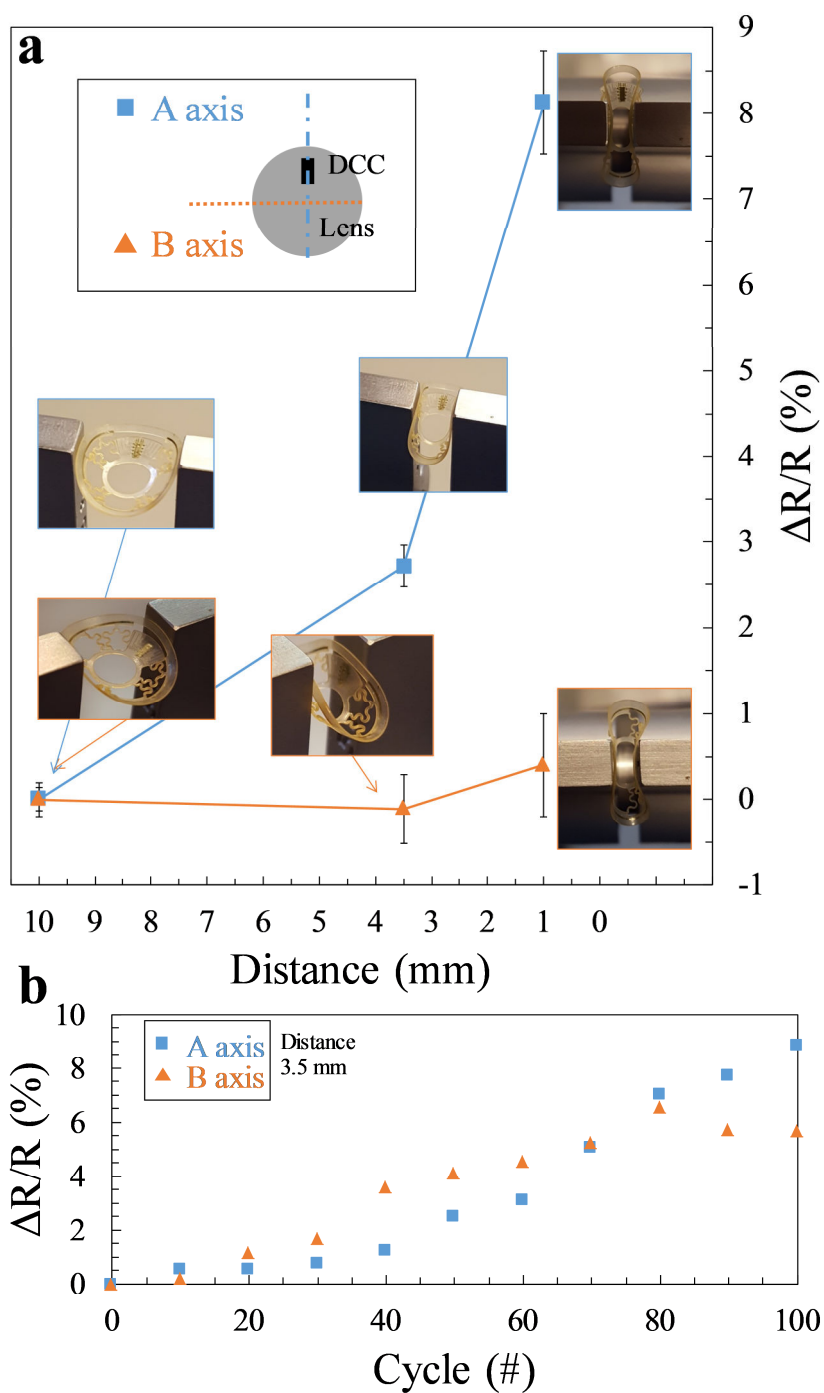 a
A axis
DCC
Lens
B axis
9
8
7
6
5
4
3
2
1
0
-1
ΔR/R (%)
10 9 8 7 6 5 4 3 2 1 0
Distance (mm)
b
A axis
B axis
Distance
3.5 mm
10
8
6
4
2
0
ΔR/R (%)
0 20 40 60 80 100
Cycle (#)